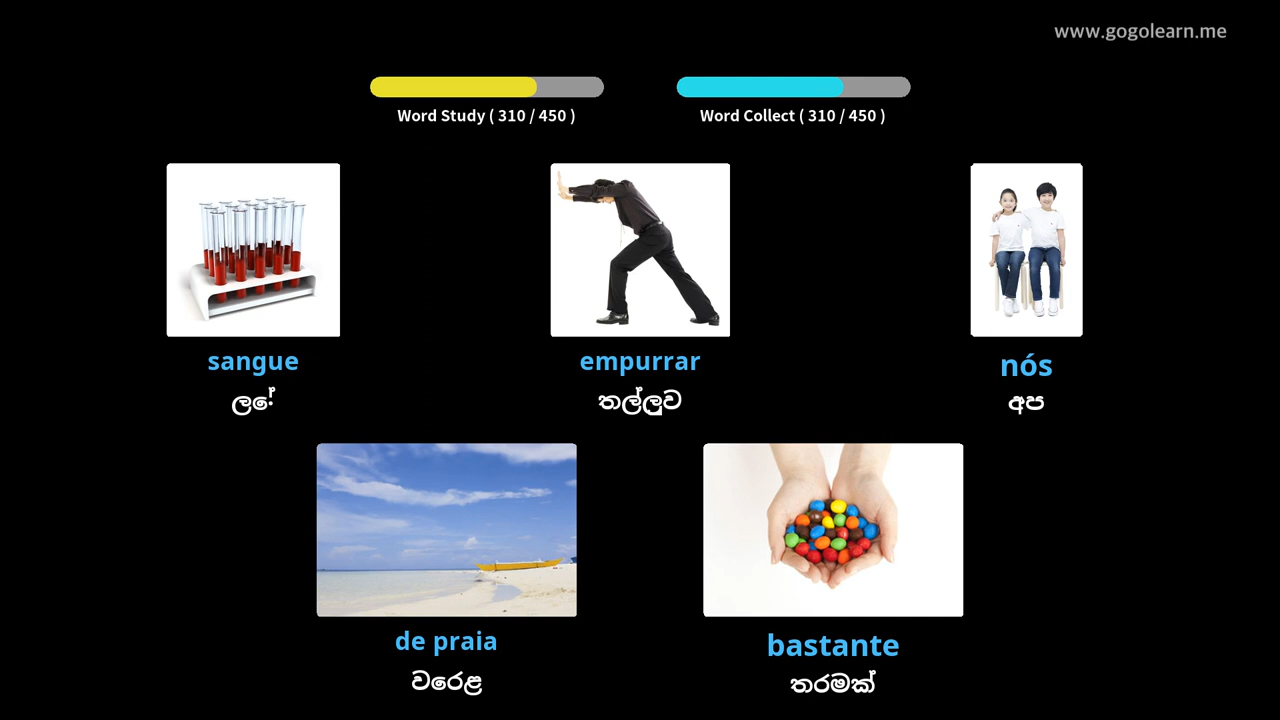 www.gogolearn.me
Word Study ( 310 / 450 )
Word Collect ( 310 / 450 )
sangue
ලේ
empurrar
තල්ලුව
nós
අප
de praia
වරෙළ
bastante
තරමක්